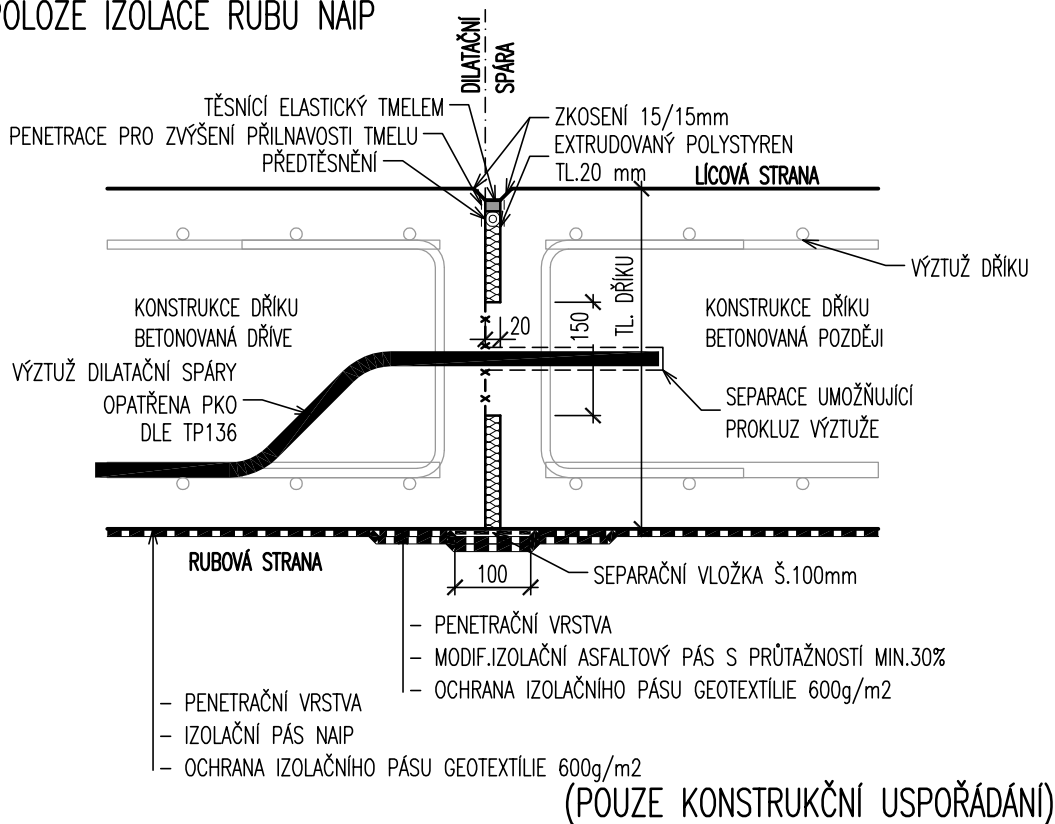 POLOZE IZOLACE RUBU NAIP
DILATAČNÍ
SPÁRA
TĚSNÍCÍ ELASTICKÝ TMELEM
PENETRACE PRO ZVÝŠENÍ PŘILNAVOSTI TMELU
PŘEDTĚSNĚNÍ
ZKOSENÍ 15/15mm
EXTRUDOVANÝ POLYSTYREN
TL.20 mm
LÍCOVÁ STRANA
VÝZTUŽ DŘÍKU
KONSTRUKCE DŘÍKU
BETONOVANÁ DŘÍVE
20
150
TL. DŘÍKU
KONSTRUKCE DŘÍKU
BETONOVANÁ POZDĚJI
VÝZTUŽ DILATAČNÍ SPÁRY
OPATŘENA PKO
DLE TP136
SEPARACE UMOŽŇUJÍCÍ
PROKLUZ VÝZTUŽE
RUBOVÁ STRANA
100
SEPARAČNÍ VLOŽKA Š.100mm
- PENETRAČNÍ VRSTVA
- MODIF.IZOLAČNÍ ASFALTOVÝ PÁS S PRŮTAŽNOSTÍ MIN.30%
- OCHRANA IZOLAČNÍHO PÁSU GEOTEXTÍLIE 600g/m2
- PENETRAČNÍ VRSTVA
- IZOLAČNÍ PÁS NAIP
- OCHRANA IZOLAČNÍHO PÁSU GEOTEXTÍLIE 600g/m2
(POUZE KONSTRUKČNÍ USPOŘÁDÁNÍ)